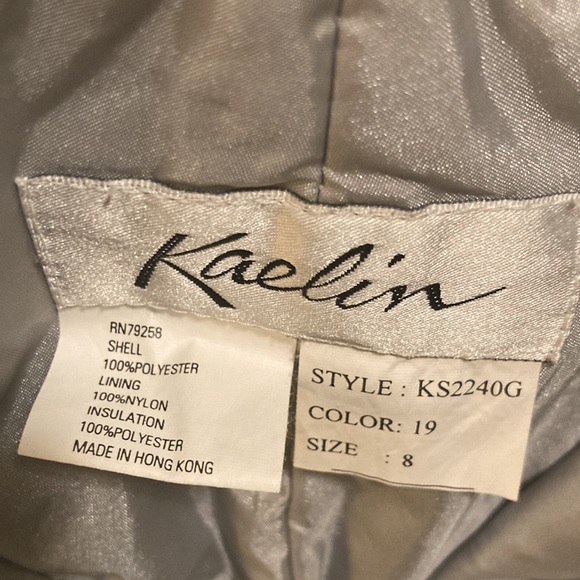 Kaelin
RN79258
SHELL
100%POLYESTER
LINING
100%NYLON
INSULATION
100%POLYESTER
MADE IN HONG KONG
STYLE : KS2240G
COLOR: 19
SIZE : 8